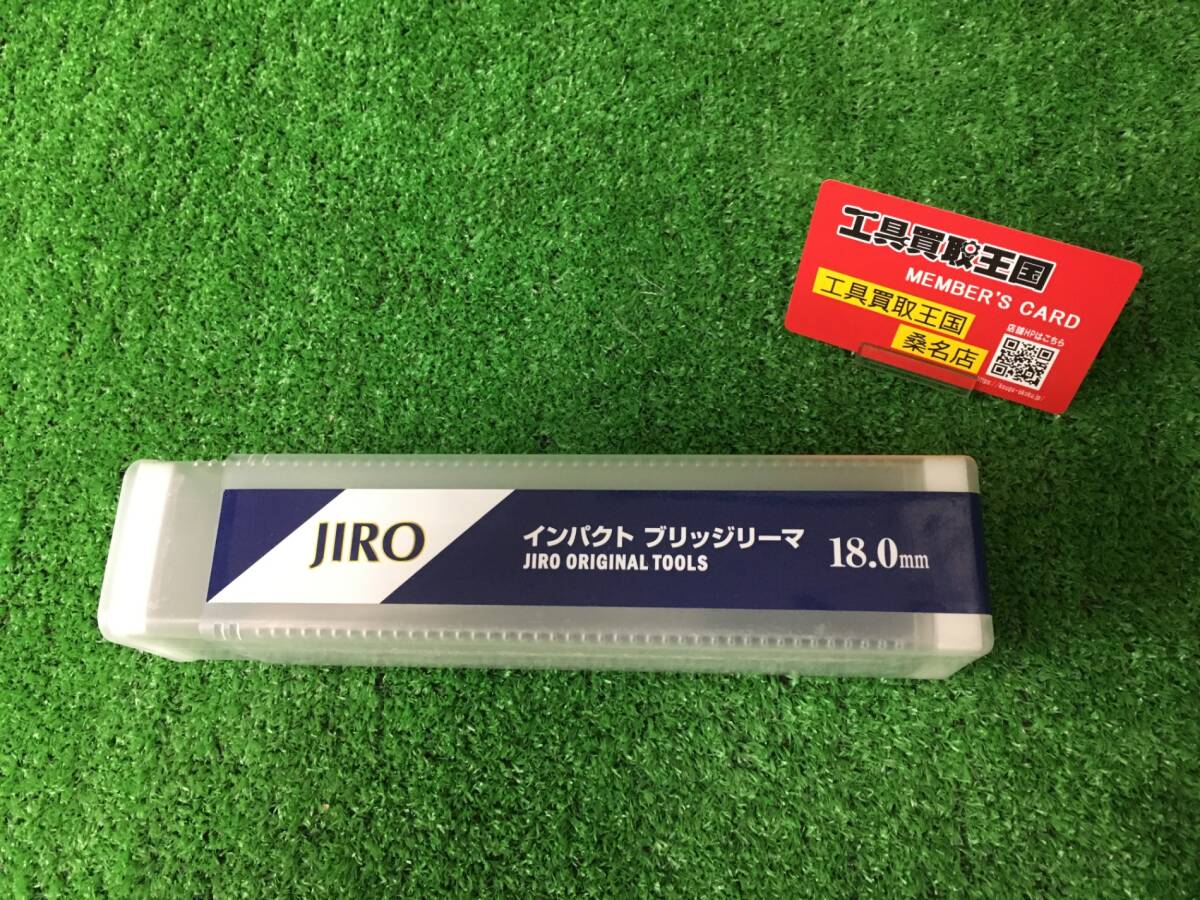 工具買取王国
MEMBER'S CARD
工具買取王国
桑名店
店舗HPはこちら
JIRO
インパクト ブリッジリーマ
JIRO ORIGINAL TOOLS
18.0mm